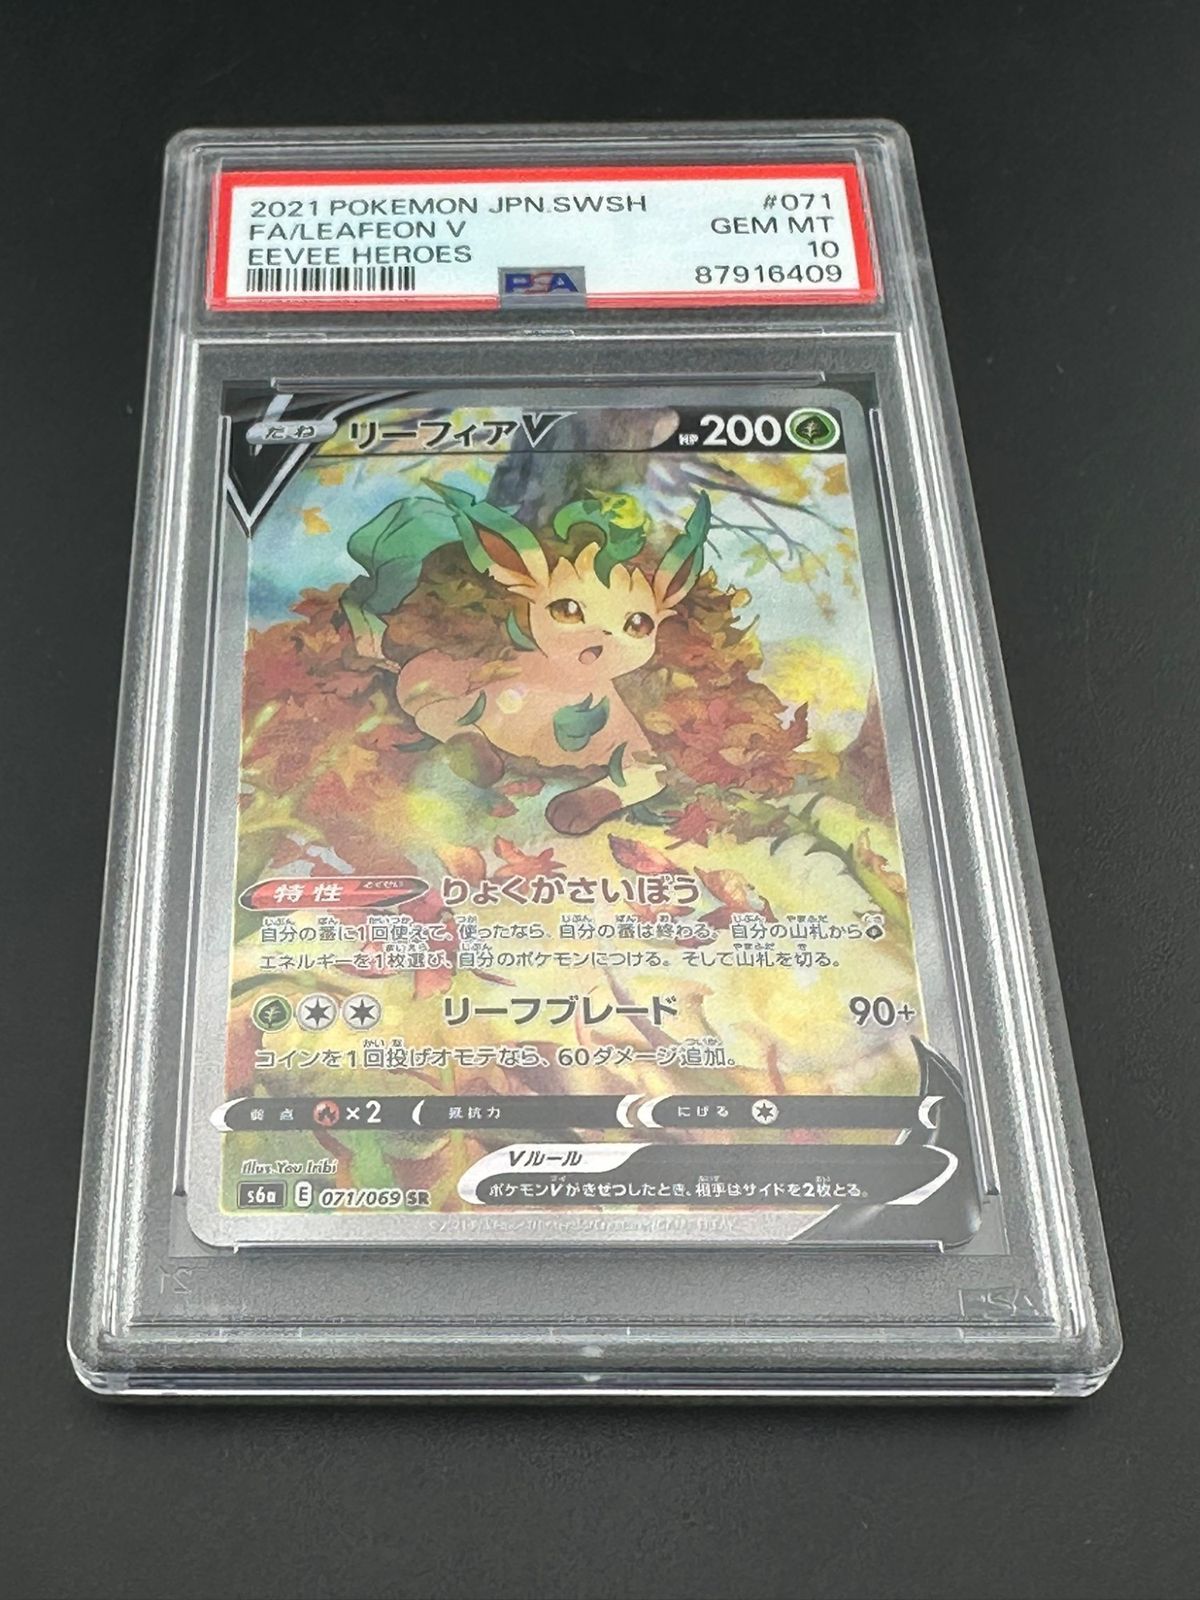 2021 POKEMON JPN.SWSH #071
FA/LEAFEON V GEM MT
EEVEE HEROES 10
PSA 87916409
たね リーフィアV HP200
特性 とくせい りょくかさいぼう
自分の番に1回使えて、使ったなら、自分の番は終わる。自分の山札から
エネルギーを1枚選び、自分のポケモンにつける。そして山札を切る。
リーフブレード 90+
コインを1回投げオモテなら、60ダメージ追加。
弱点 ×2 抵抗力 にげる
Illus. You Iribi
Vルール
s6a E 071/069 SR
ポケモンVがきぜつしたとき、相手はサイドを2枚とる。
PSA